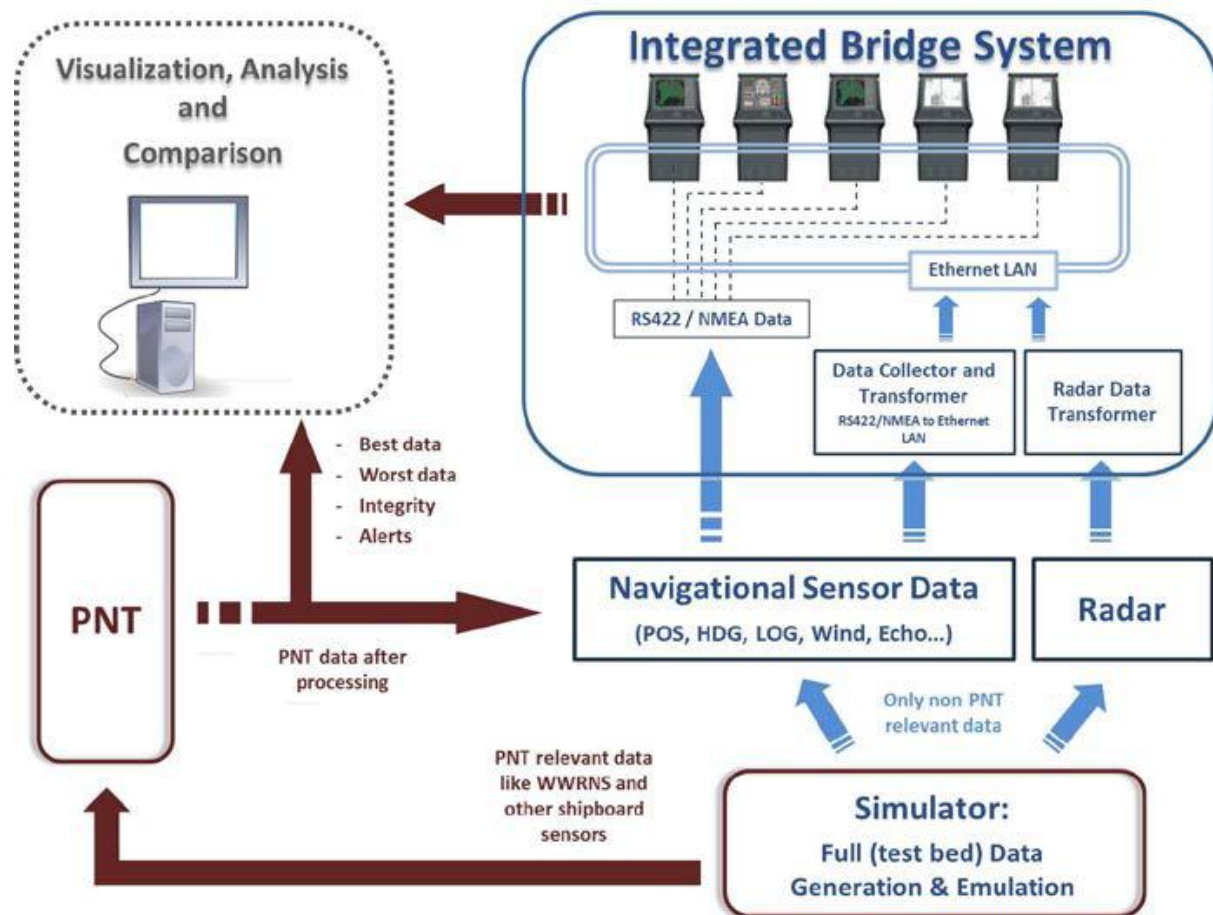 Visualization, Analysis
and
Comparison
Integrated Bridge System
Ethernet LAN
RS422 / NMEA Data
Data Collector and
Transformer
RS422/NMEA to Ethernet
LAN
Radar Data
Transformer
- Best data
- Worst data
- Integrity
- Alerts
PNT
PNT data after
processing
Navigational Sensor Data
(POS, HDG, LOG, Wind, Echo...)
Radar
Only non PNT
relevant data
PNT relevant data
like WWRNS and
other shipboard
sensors
Simulator:
Full (test bed) Data
Generation & Emulation